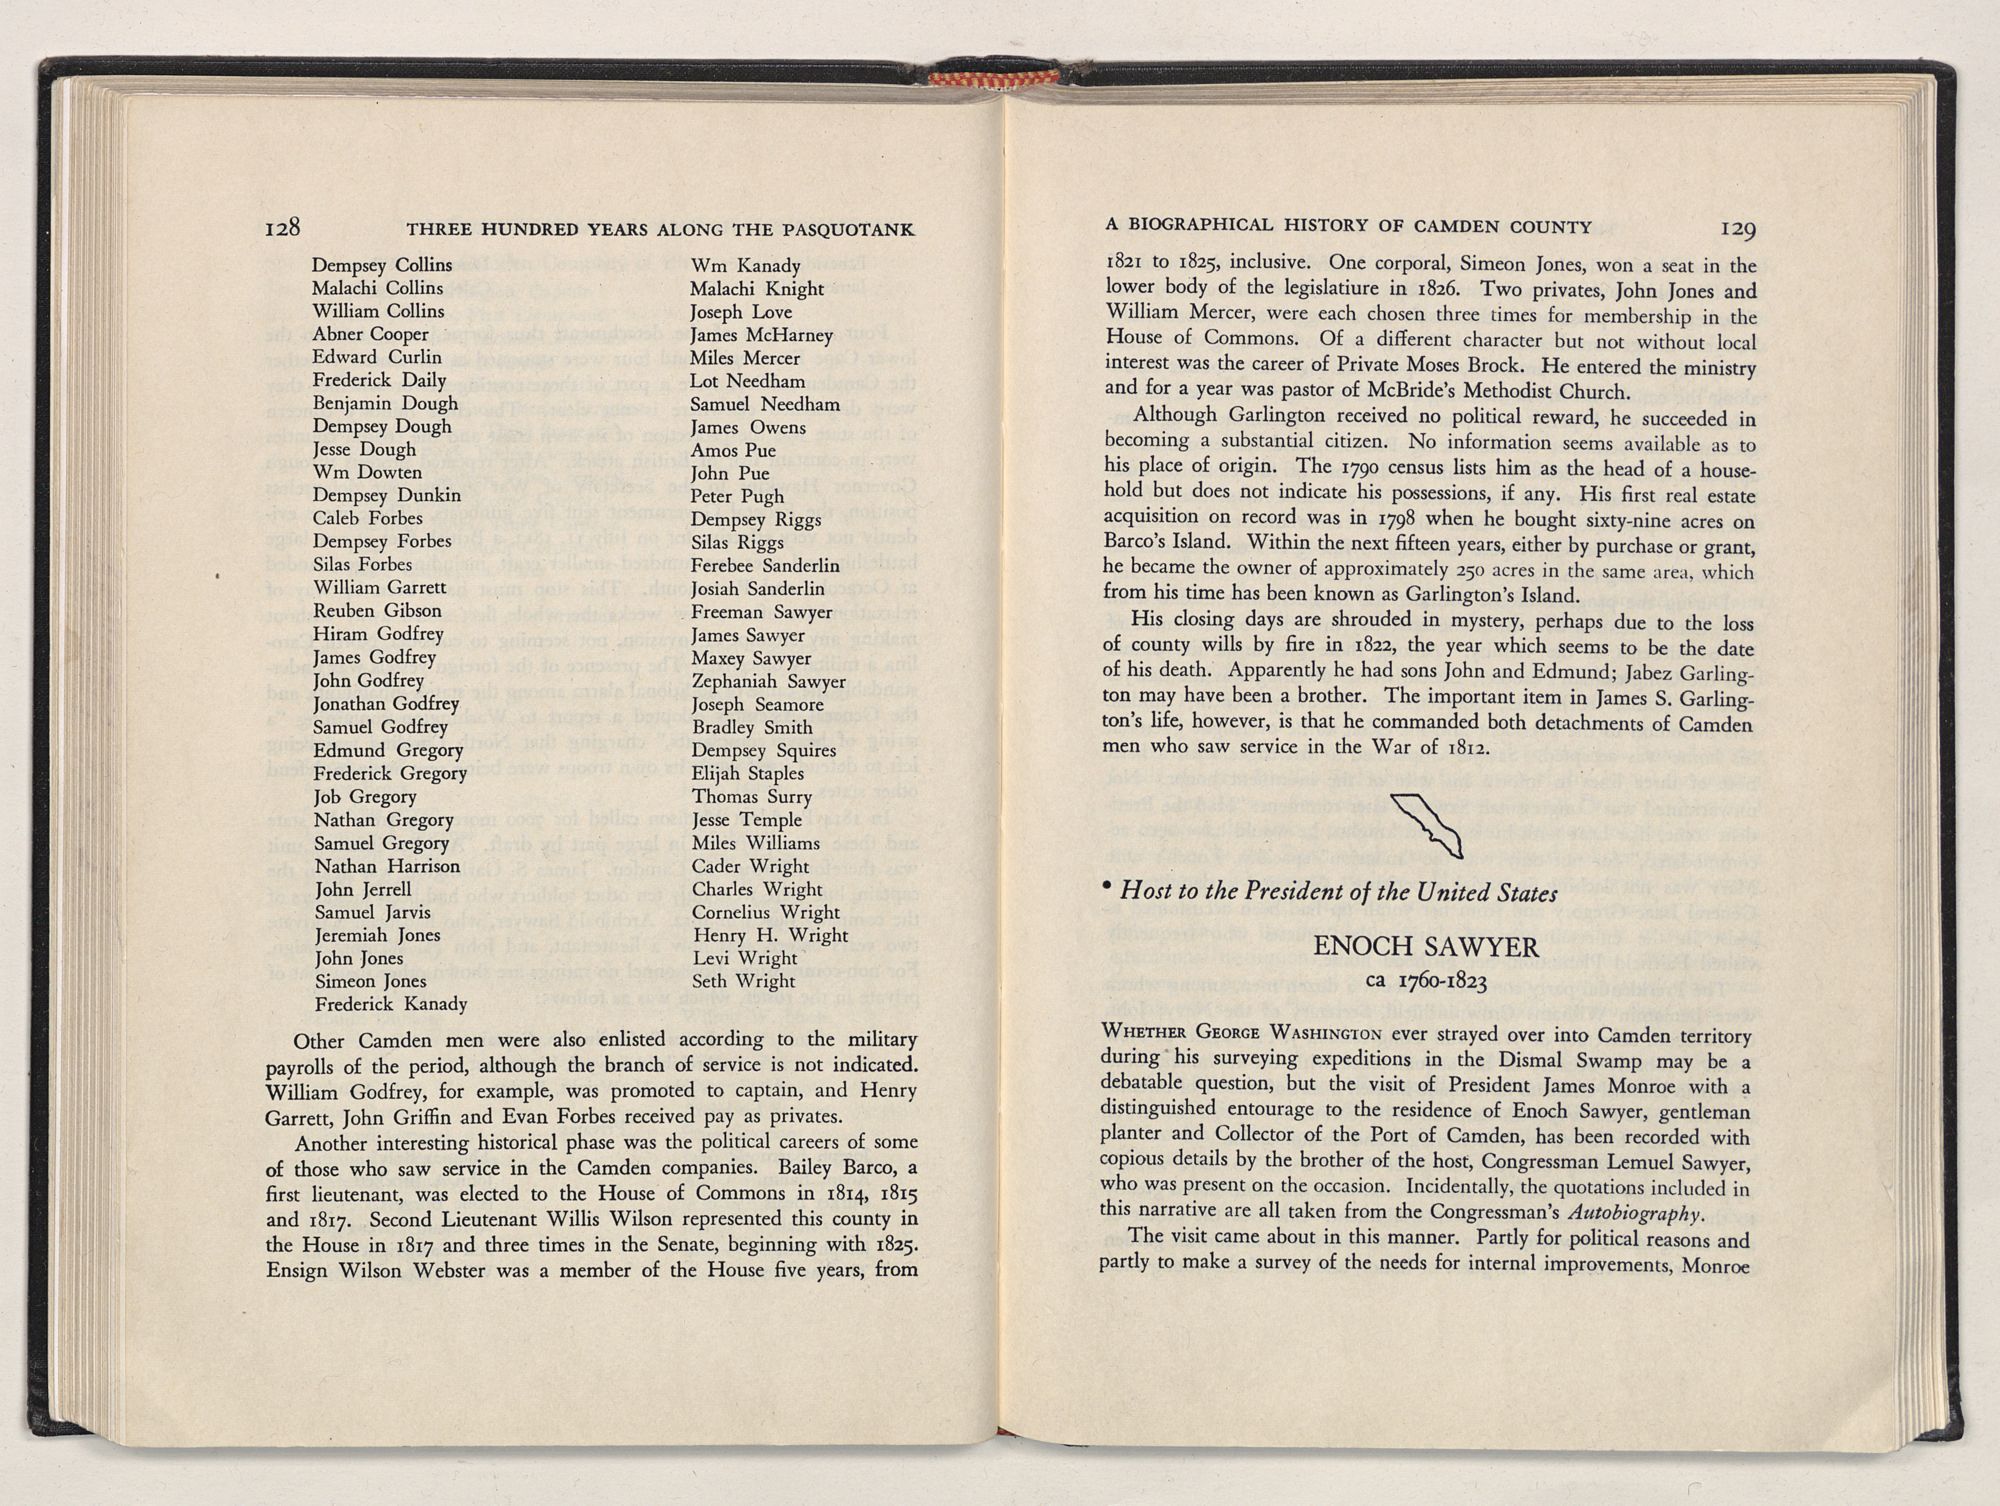 128 THREE HUNDRED YEARS ALONG THE PASQUOTANK
Dempsey Collins
Malachi Collins
William Collins
Abner Cooper
Edward Curlin
Frederick Daily
Benjamin Dough
Dempsey Dough
Jesse Dough
Wm Dowten
Dempsey Dunkin
Caleb Forbes
Dempsey Forbes
Silas Forbes
William Garrett
Reuben Gibson
Hiram Godfrey
James Godfrey
John Godfrey
Jonathan Godfrey
Samuel Godfrey
Edmund Gregory
Frederick Gregory
Job Gregory
Nathan Gregory
Samuel Gregory
Nathan Harrison
John Jerrell
Samuel Jarvis
Jeremiah Jones
John Jones
Simeon Jones
Frederick Kanady
Wm Kanady
Malachi Knight
Joseph Love
James McHarney
Miles Mercer
Lot Needham
Samuel Needham
James Owens
Amos Pue
John Pue
Peter Pugh
Dempsey Riggs
Silas Riggs
Ferebee Sanderlin
Josiah Sanderlin
Freeman Sawyer
James Sawyer
Maxey Sawyer
Zephaniah Sawyer
Joseph Seamore
Bradley Smith
Dempsey Squires
Elijah Staples
Thomas Surry
Jesse Temple
Miles Williams
Cader Wright
Charles Wright
Cornelius Wright
Henry H. Wright
Levi Wright
Seth Wright
Other Camden men were also enlisted according to the military
payrolls of the period, although the branch of service is not indicated.
William Godfrey, for example, was promoted to captain, and Henry
Garrett, John Griffin and Evan Forbes received pay as privates.
Another interesting historical phase was the political careers of some
of those who saw service in the Camden companies. Bailey Barco, a
first lieutenant, was elected to the House of Commons in 1814, 1815
and 1817. Second Lieutenant Willis Wilson represented this county in
the House in 1817 and three times in the Senate, beginning with 1825.
Ensign Wilson Webster was a member of the House five years, from
A BIOGRAPHICAL HISTORY OF CAMDEN COUNTY 129
1821 to 1825, inclusive. One corporal, Simeon Jones, won a seat in the
lower body of the legislatiure in 1826. Two privates, John Jones and
William Mercer, were each chosen three times for membership in the
House of Commons. Of a different character but not without local
interest was the career of Private Moses Brock. He entered the ministry
and for a year was pastor of McBride's Methodist Church.
Although Garlington received no political reward, he succeeded in
becoming a substantial citizen. No information seems available as to
his place of origin. The 1790 census lists him as the head of a house-
hold but does not indicate his possessions, if any. His first real estate
acquisition on record was in 1798 when he bought sixty-nine acres on
Barco's Island. Within the next fifteen years, either by purchase or grant,
he became the owner of approximately 250 acres in the same area, which
from his time has been known as Garlington's Island.
His closing days are shrouded in mystery, perhaps due to the loss
of county wills by fire in 1822, the year which seems to be the date
of his death. Apparently he had sons John and Edmund; Jabez Garling-
ton may have been a brother. The important item in James S. Garling-
ton's life, however, is that he commanded both detachments of Camden
men who saw service in the War of 1812.
• Host to the President of the United States
ENOCH SAWYER
ca 1760-1823
WHETHER GEORGE WASHINGTON ever strayed over into Camden territory
during his surveying expeditions in the Dismal Swamp may be a
debatable question, but the visit of President James Monroe with a
distinguished entourage to the residence of Enoch Sawyer, gentleman
planter and Collector of the Port of Camden, has been recorded with
copious details by the brother of the host, Congressman Lemuel Sawyer,
who was present on the occasion. Incidentally, the quotations included in
this narrative are all taken from the Congressman's Autobiography.
The visit came about in this manner. Partly for political reasons and
partly to make a survey of the needs for internal improvements, Monroe